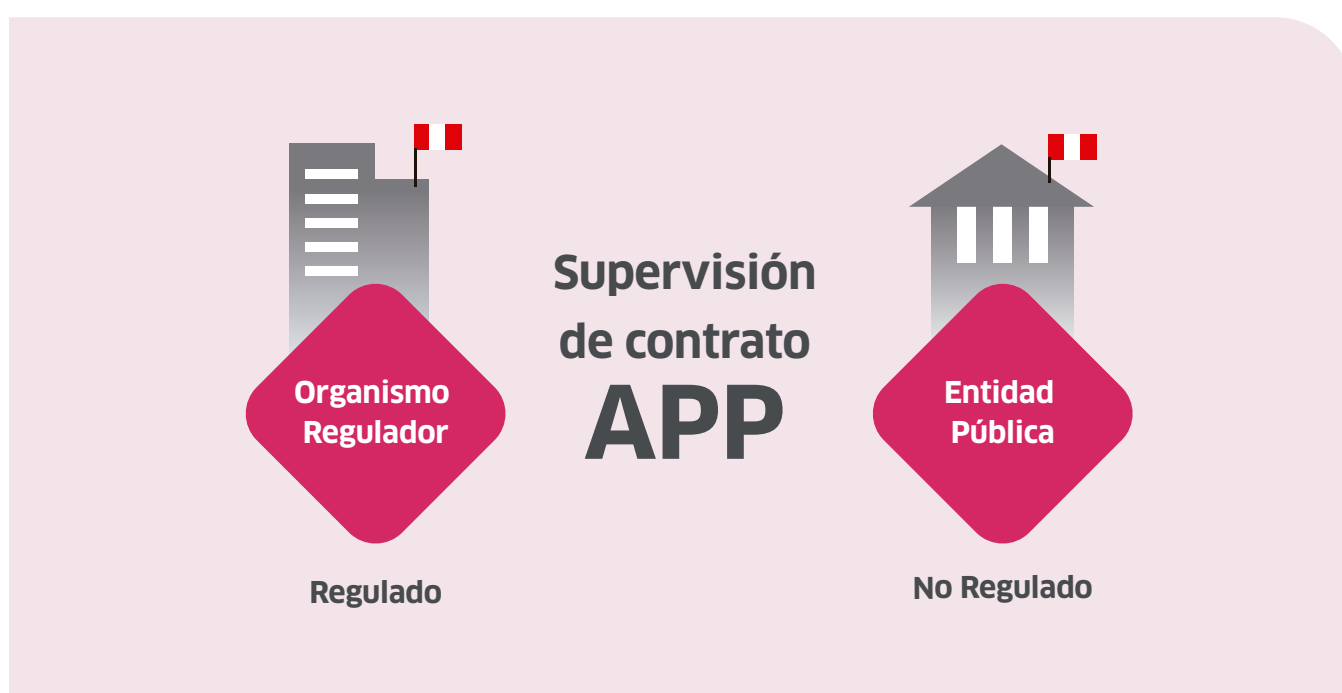 Supervisión
de contrato
APP
Organismo
Regulador
Regulado
Entidad
Pública
No Regulado